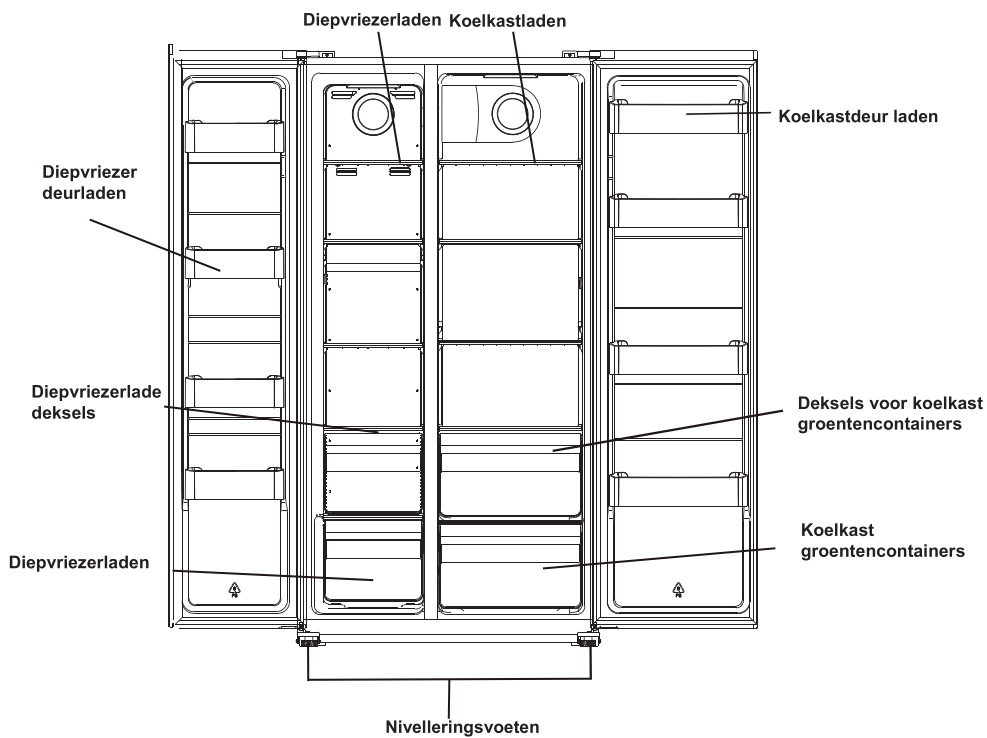 Diepvriezerladen Koelkastladen
Koelkastdeur laden
Diepvriezer
deurladen
Diepvriezerlade
deksels
Deksels voor koelkast
groentencontainers
Koelkast
groentencontainers
Diepvriezerladen
Nivelleringsvoeten